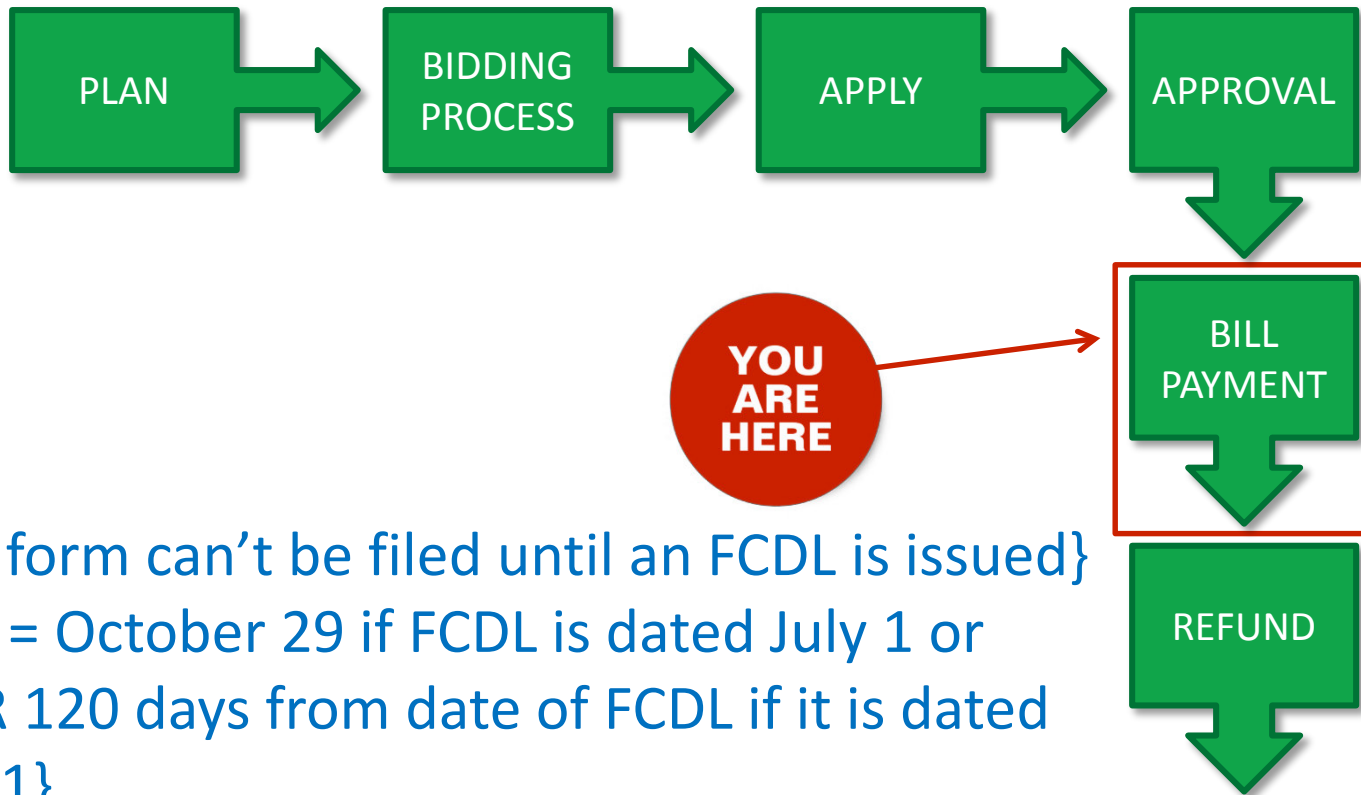 PLAN
BIDDING
PROCESS
APPLY
APPROVAL
BILL
PAYMENT
YOU
ARE
HERE
form can’t be filed until an FCDL is issued}
= October 29 if FCDL is dated July 1 or
R 120 days from date of FCDL if it is dated
1}
REFUND